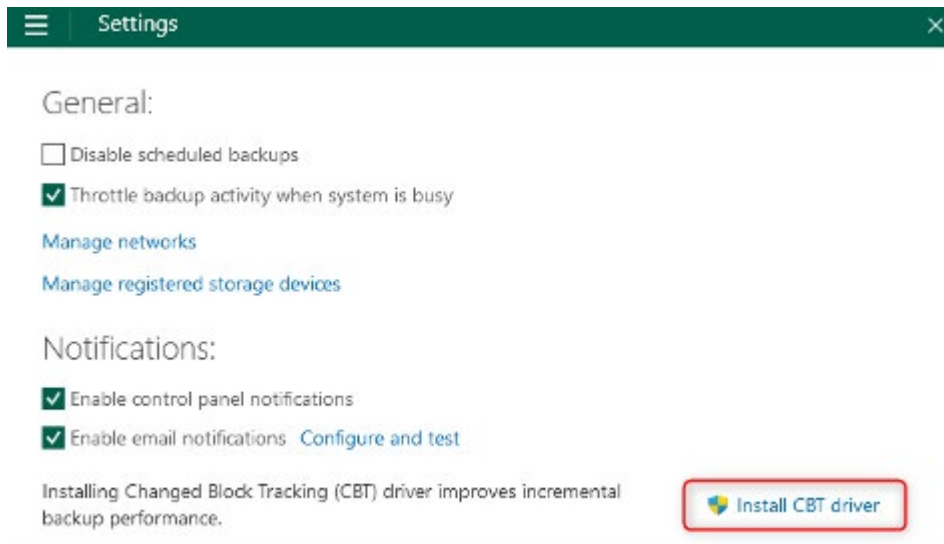 Settings
General:
Disable scheduled backups
Throttle backup activity when system is busy
Manage networks
Manage registered storage devices
Notifications:
Enable control panel notifications
Enable email notifications Configure and test
Installing Changed Block Tracking (CBT) driver improves incremental
backup performance.
Install CBT driver